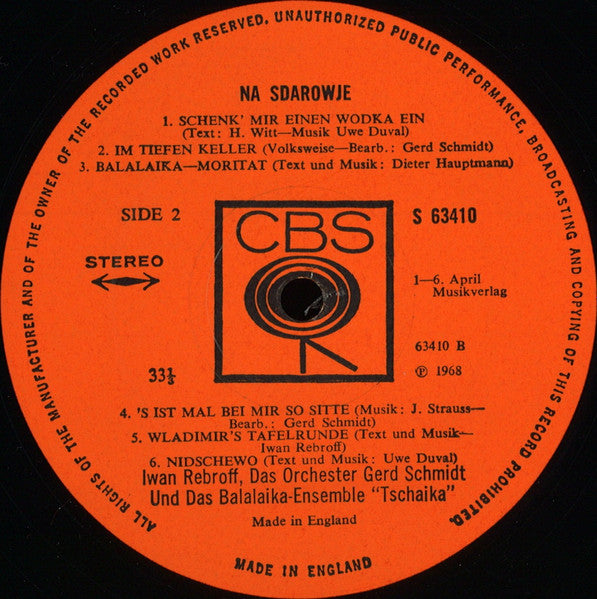 ALL RIGHTS OF THE MANUFACTURER AND OF THE OWNER OF THE RECORDED WORK RESERVED, UNAUTHORIZED PUBLIC PERFORMANCE, BROADCASTING AND COPYING OF THIS RECORD PROHIBITED.
NA SDAROWJE
1. SCHENK' MIR EINEN WODKA EIN
(Text: H. Witt—Musik Uwe Duval)
2. IM TIEFEN KELLER (Volksweise—Bearb.: Gerd Schmidt)
3. BALALAIKA—MORITAT (Text und Musik: Dieter Hauptmann)
SIDE 2
S 63410
CBS
STEREO
1—6. April
Musikverlag
63410 B
33⅓
℗ 1968
4. 'S IST MAL BEI MIR SO SITTE (Musik: J. Strauss—
Bearb.: Gerd Schmidt)
5. WLADIMIR'S TAFELRUNDE (Text und Musik—
Iwan Rebroff)
6. NIDSCHEWO (Text und Musik: Uwe Duval)
Iwan Rebroff, Das Orchester Gerd Schmidt
Und Das Balalaika-Ensemble "Tschaika"
Made in England
MADE IN ENGLAND